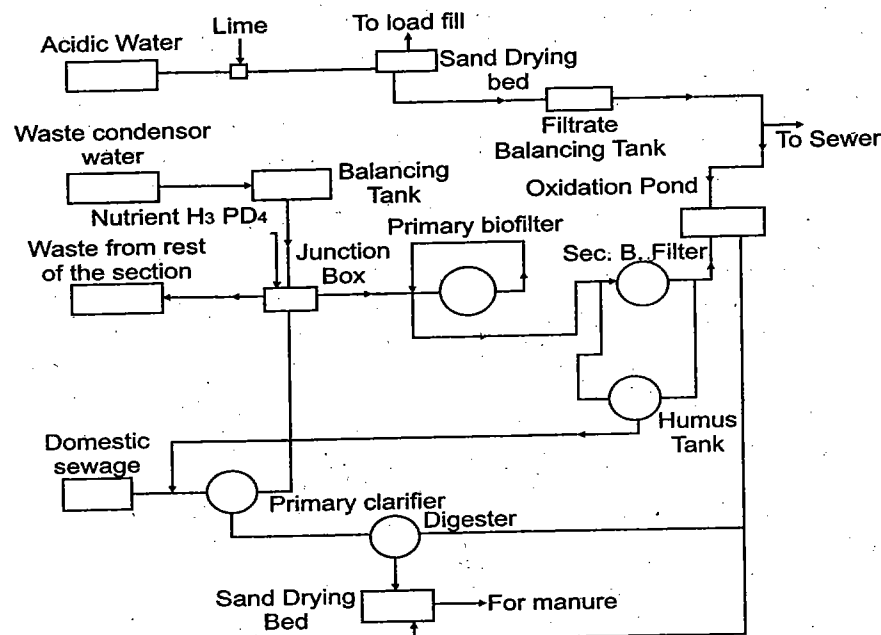 To load fill
Lime
Acidic Water
Sand Drying
bed
Filtrate
Balancing Tank
To Sewer
Waste condensor
water
Balancing
Tank
Oxidation Pond
Nutrient H3 PD4
Primary biofilter
Waste from rest
of the section
Junction
Box
Sec. B. Filter
Humus
Tank
Domestic
sewage
Primary clarifier
Digester
Sand Drying
Bed
For manure